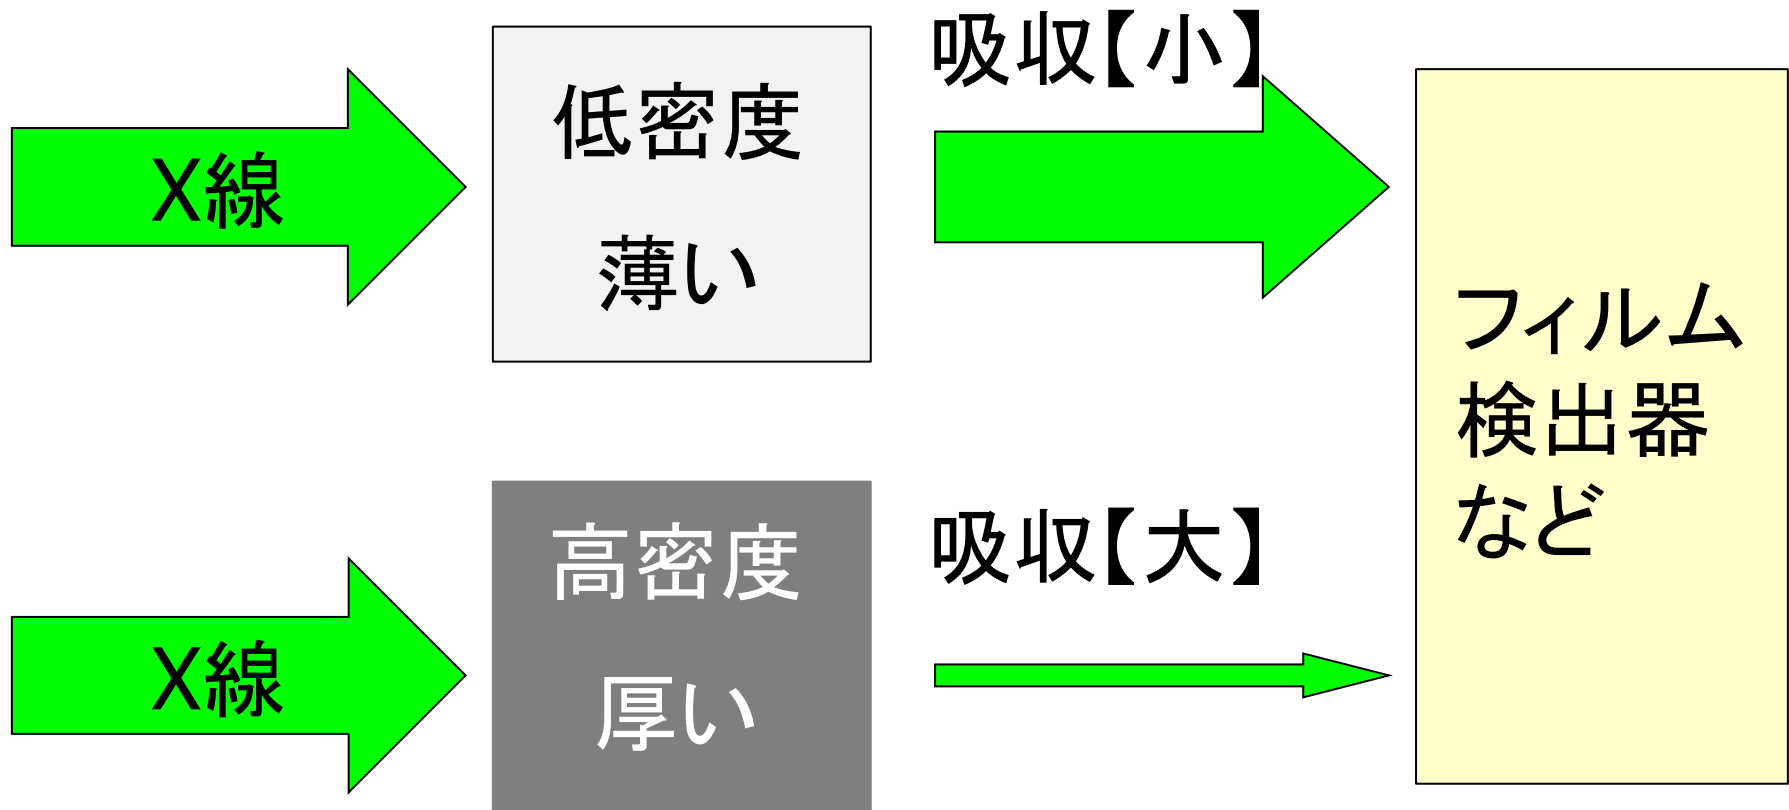 X線
低密度
薄い
吸収【小】
X線
高密度
厚い
吸収【大】
フィルム
検出器
など